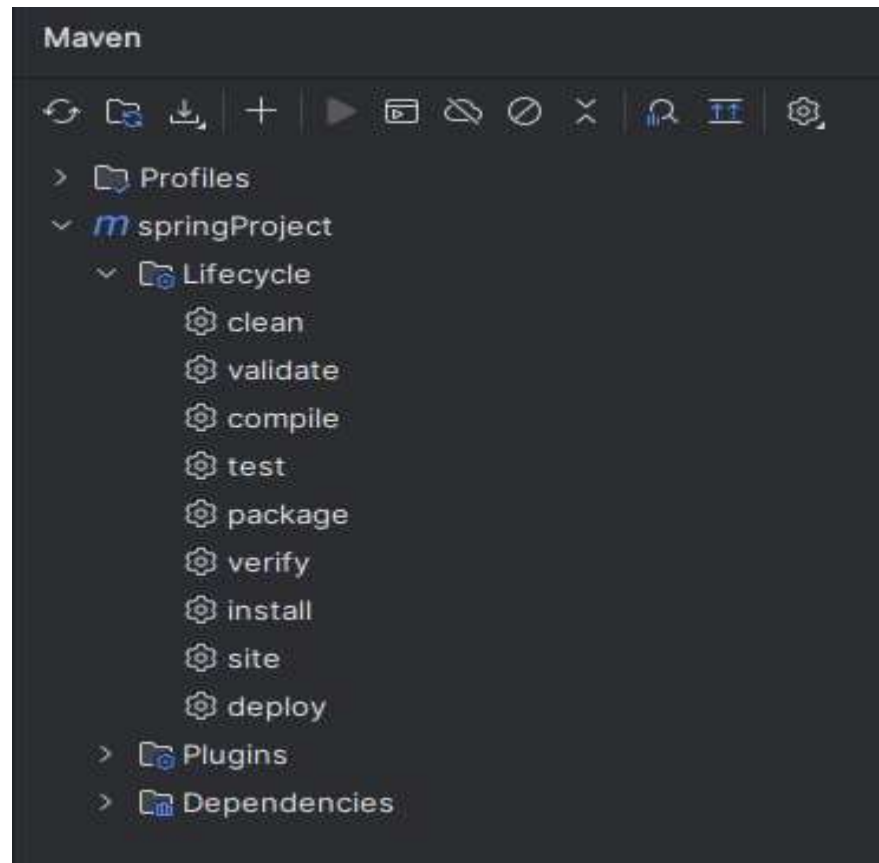 Maven
Profiles
m springProject
Lifecycle
clean
validate
compile
test
package
verify
install
site
deploy
Plugins
Dependencies